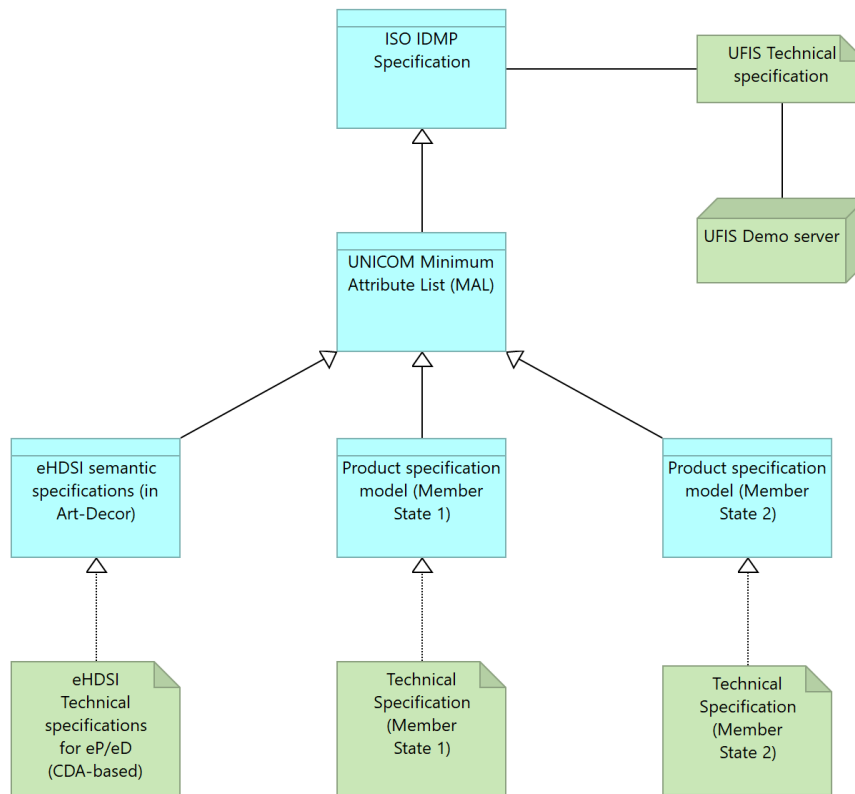 ISO IDMP
Specification
UFIS Technical
specification
UFIS Demo server
UNICOM Minimum
Attribute List (MAL)
eHDSI semantic
specifications (in
Art-Decor)
Product specification
model (Member
State 1)
Product specification
model (Member
State 2)
eHDSI
Technical
specifications
for eP/eD
(CDA-based)
Technical
Specification
(Member
State 1)
Technical
Specification
(Member
State 2)